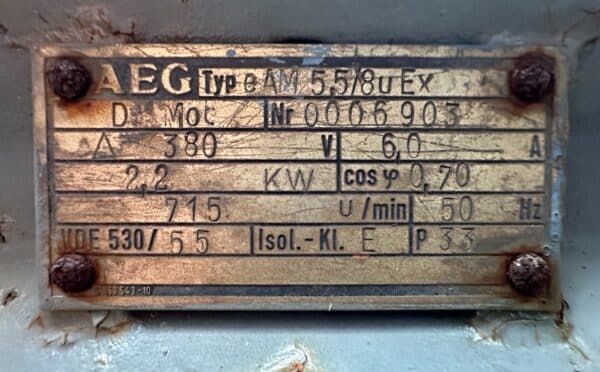 AEG Typ e AM 5,5/8u Ex
D Mot Nr 0006903
△ 380 V 6,0 A
2,2 KW cos φ 0,70
715 U/min 50 Hz
VDE 530/ 55 Isol.-Kl. E P 33